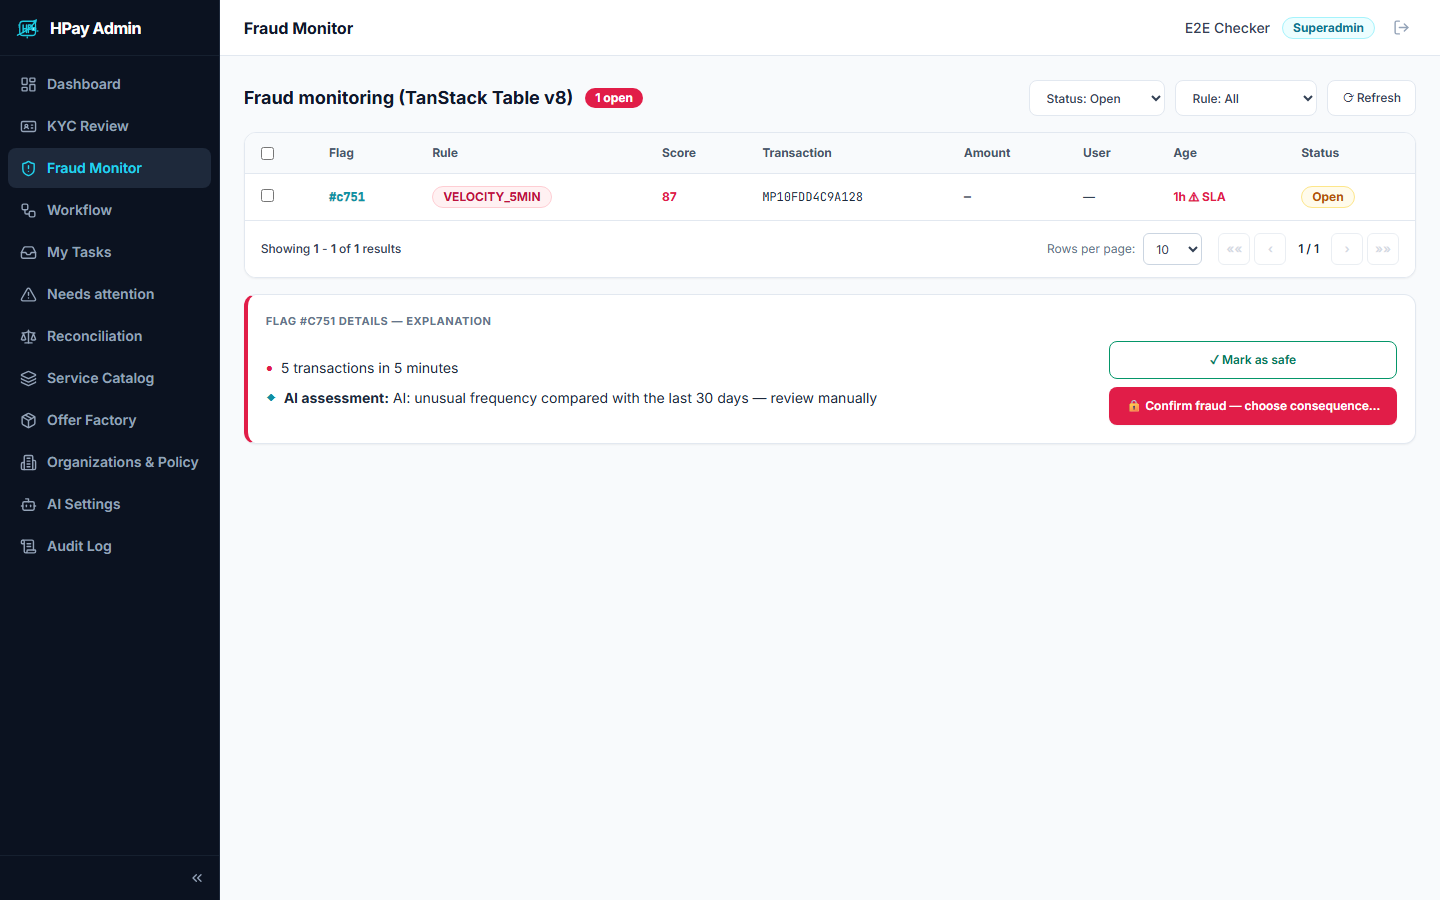 HPay Admin
Fraud Monitor
E2E Checker
Superadmin
Dashboard
KYC Review
Fraud Monitor
Workflow
My Tasks
Needs attention
Reconciliation
Service Catalog
Offer Factory
Organizations & Policy
AI Settings
Audit Log
Fraud monitoring (TanStack Table v8)
1 open
Status: Open
Rule: All
⟳ Refresh
Flag Rule Score Transaction Amount User Age Status
#c751 VELOCITY_5MIN 87 MP10FDD4C9A128 — — 1h ⚠ SLA Open
Showing 1 - 1 of 1 results
Rows per page: 10 «« ‹ 1 / 1 › »»
FLAG #C751 DETAILS — EXPLANATION
• 5 transactions in 5 minutes
◆ AI assessment: AI: unusual frequency compared with the last 30 days — review manually
✓ Mark as safe
🔒 Confirm fraud — choose consequence...
«